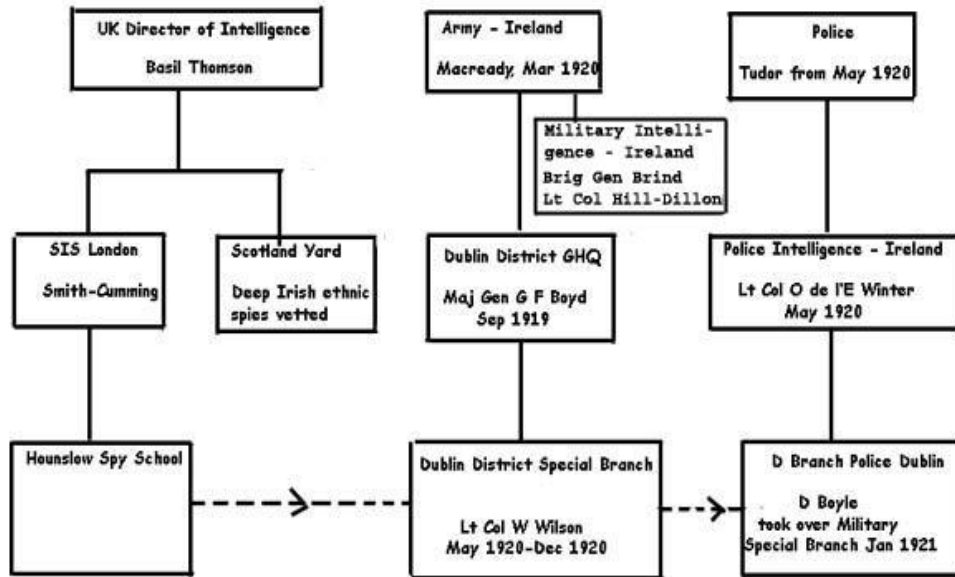 UK Director of Intelligence
Basil Thomson
Army - Ireland
Macready, Mar 1920
Police
Tudor from May 1920
Military Intelli-
gence - Ireland
Brig Gen Brind
Lt Col Hill-Dillon
SIS London
Smith-Cumming
Scotland Yard
Deep Irish ethnic
spies vetted
Dublin District GHQ
Maj Gen G F Boyd
Sep 1919
Police Intelligence - Ireland
Lt Col O de l'E Winter
May 1920
Hounslow Spy School
Dublin District Special Branch
Lt Col W Wilson
May 1920-Dec 1920
D Branch Police Dublin
D Boyle
took over Military
Special Branch Jan 1921